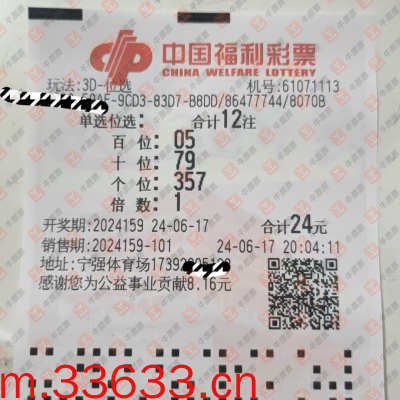 中国福利彩票
CHINA WELFARE LOTTERY
玩法:3D-位选 机号:61071113
-9CD3-83D7-B8DD/86477744/8070B
单选位选: 合计12注
百 位: 05
十 位: 79
个 位: 357
倍 数: 1
开奖期:2024159 24-06-17 合计24元
销售期:2024159-101 24-06-17 20:04:11
地址:宁强体育场
感谢您为公益事业贡献8.16元
m.33633.cn